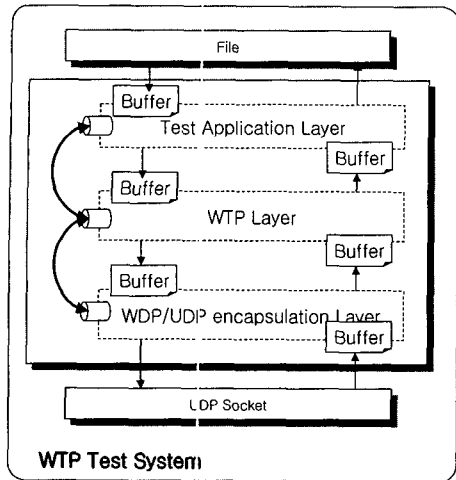 File
Buffer
Test Application Layer
Buffer
Buffer
WTP Layer
Buffer
Buffer
WDP/UDP encapsulation Layer
Buffer
UDP Socket
WTP Test System